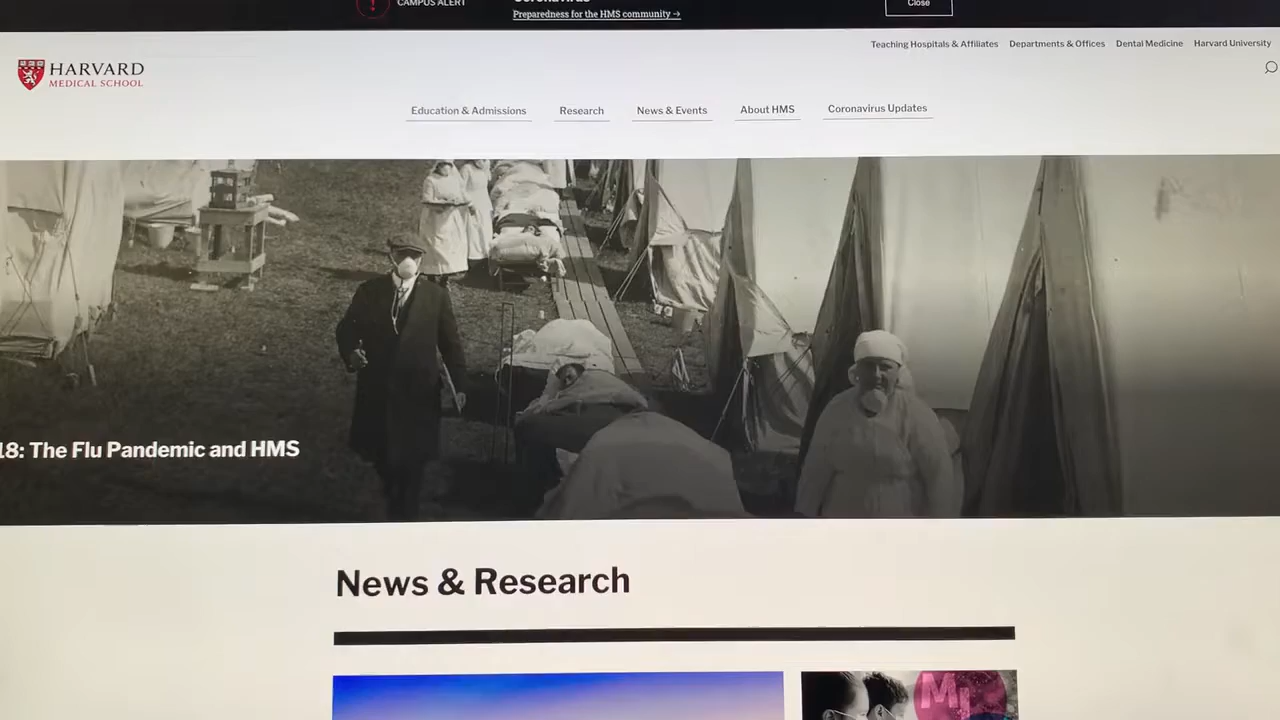 CAMPUS ALERT
Coronavirus
Preparedness for the HMS community →
Close
Teaching Hospitals & Affiliates Departments & Offices Dental Medicine Harvard University
HARVARD
MEDICAL SCHOOL
Education & Admissions Research News & Events About HMS Coronavirus Updates
18: The Flu Pandemic and HMS
News & Research